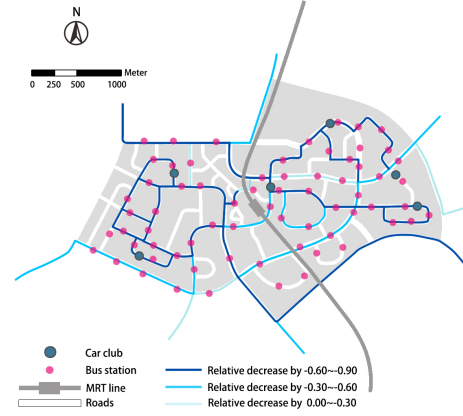 N
Meter
0 250 500 1000
Car club
Bus station
Relative decrease by -0.60~-0.90
MRT line
Relative decrease by -0.30~-0.60
Roads
Relative decrease by 0.00~-0.30